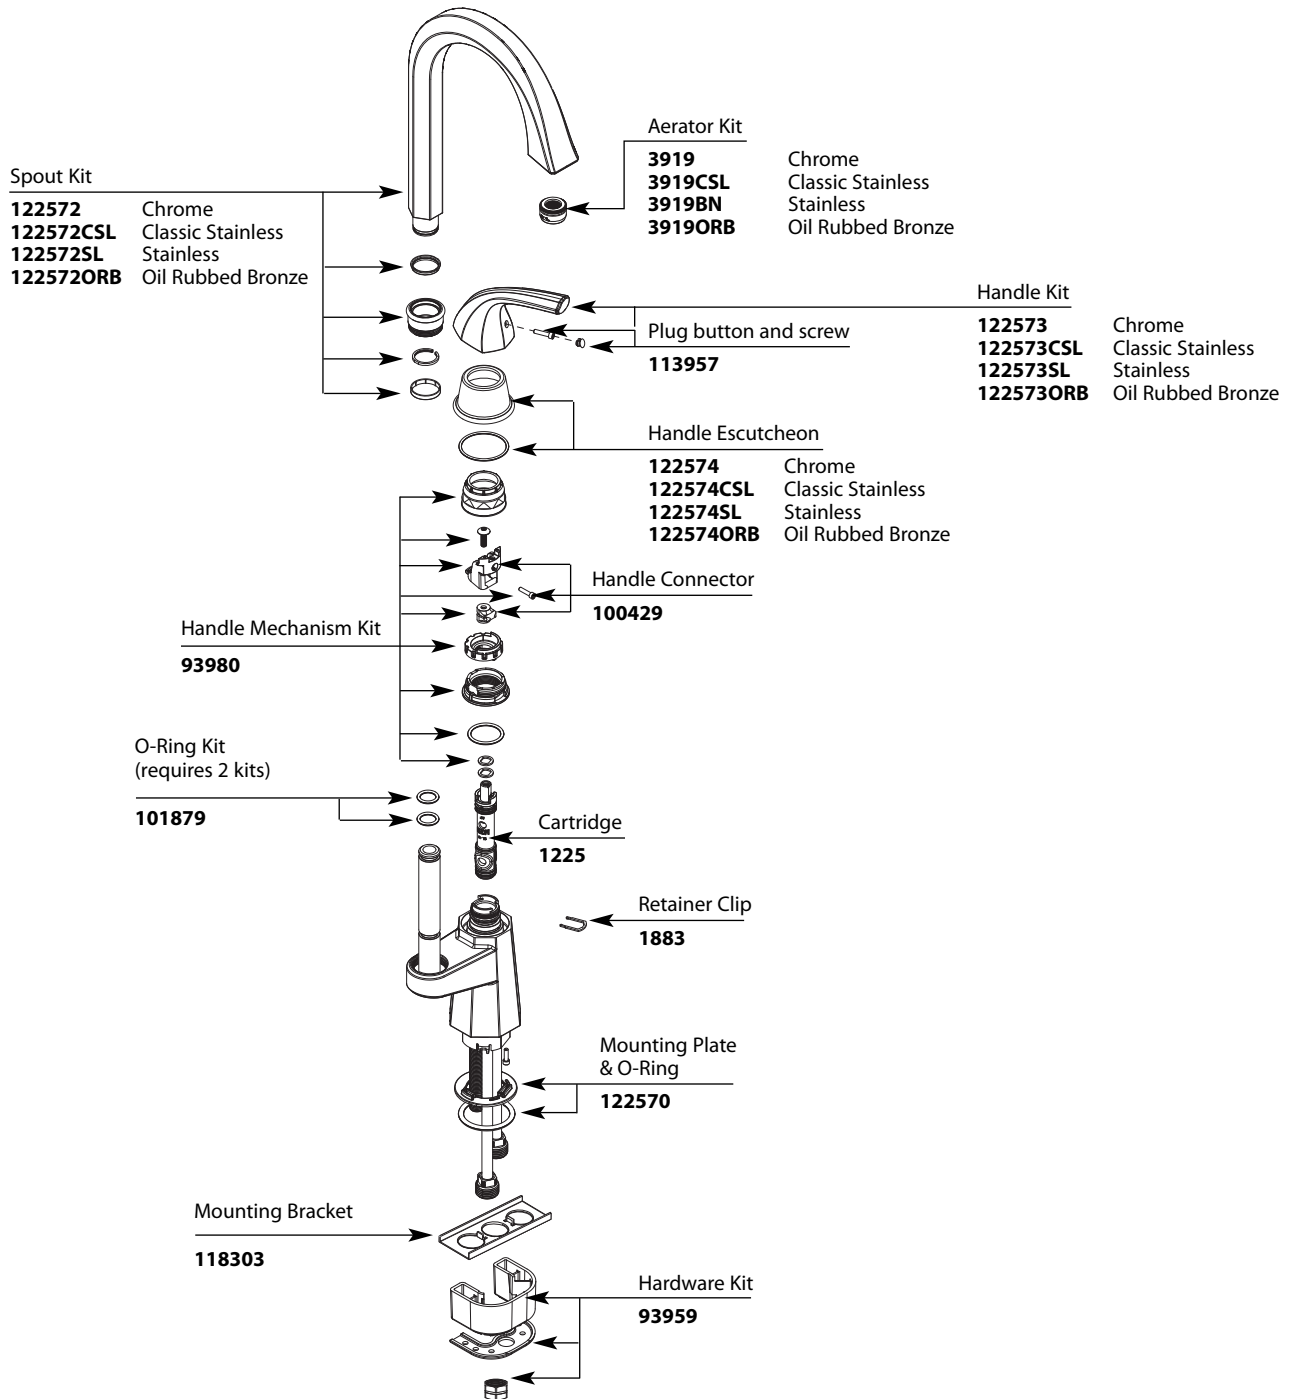 Aerator Kit
3919 Chrome
3919CSL Classic Stainless
3919BN Stainless
3919ORB Oil Rubbed Bronze
Spout Kit
122572 Chrome
122572CSL Classic Stainless
122572SL Stainless
122572ORB Oil Rubbed Bronze
Handle Kit
122573 Chrome
122573CSL Classic Stainless
122573SL Stainless
122573ORB Oil Rubbed Bronze
Plug button and screw
113957
Handle Escutcheon
122574 Chrome
122574CSL Classic Stainless
122574SL Stainless
122574ORB Oil Rubbed Bronze
Handle Connector
100429
Handle Mechanism Kit
93980
O-Ring Kit
(requires 2 kits)
101879
Cartridge
1225
Retainer Clip
1883
Mounting Plate
& O-Ring
122570
Mounting Bracket
118303
Hardware Kit
93959